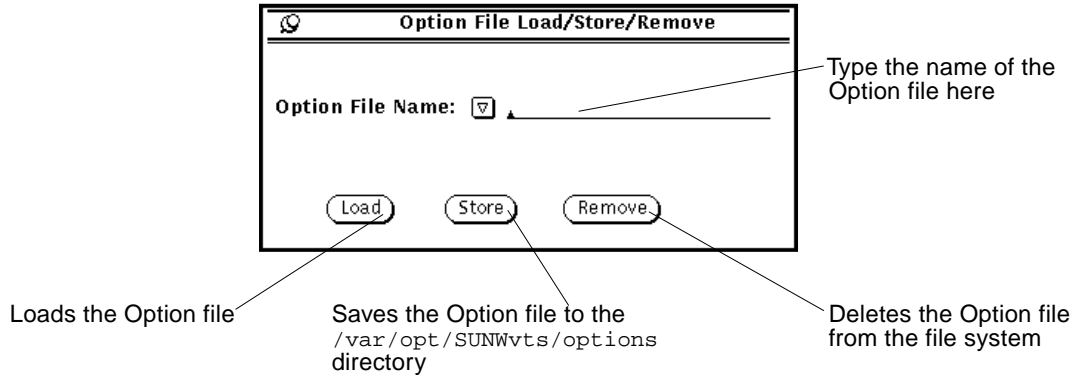 Option File Load/Store/Remove
Type the name of the
Option file here
Option File Name:
Load
Store
Remove
Loads the Option file
Saves the Option file to the
/var/opt/SUNWvts/options
directory
Deletes the Option file
from the file system